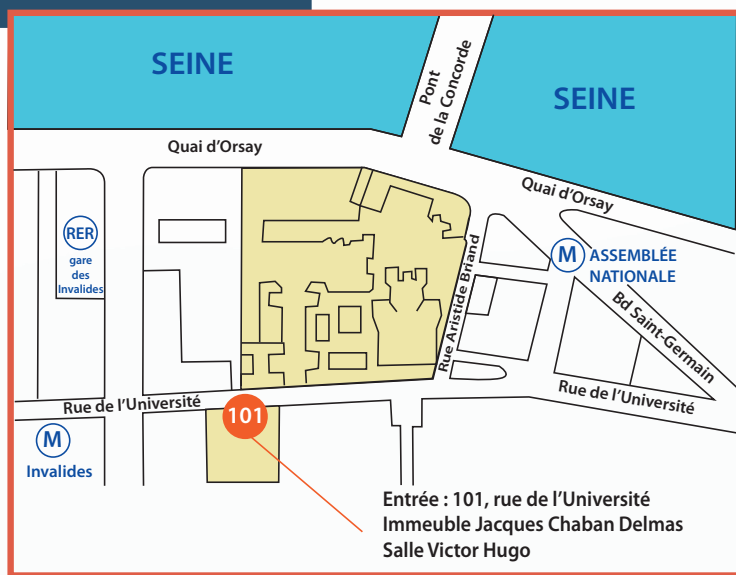 SEINE
Pont
de la Concorde
SEINE
Quai d'Orsay
Quai d'Orsay
RER
gare
des
Invalides
M
ASSEMBLÉE
NATIONALE
Rue Aristide Briand
Bd Saint-Germain
Rue de l'Université
Rue de l'Université
101
M
Invalides
Entrée : 101, rue de l'Université
Immeuble Jacques Chaban Delmas
Salle Victor Hugo